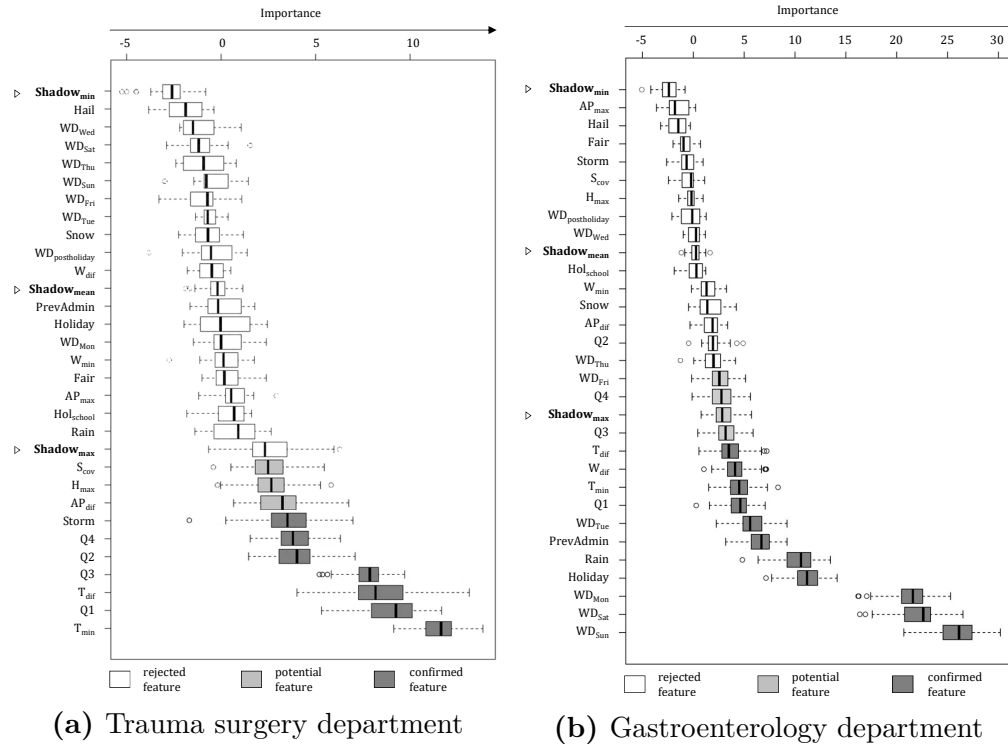 Importance
-5 0 5 10
Shadow_min
Hail
WD_Wed
WD_Sat
WD_Thu
WD_Sun
WD_Fri
WD_Tue
Snow
WD_postholiday
W_dif
Shadow_mean
PrevAdmin
Holiday
WD_Mon
W_min
Fair
AP_max
Hol_school
Rain
Shadow_max
S_cov
H_max
AP_dif
Storm
Q4
Q2
Q3
T_dif
Q1
T_min
rejected feature
potential feature
confirmed feature
(a) Trauma surgery department
Importance
-5 0 5 10 15 20 25 30
Shadow_min
AP_max
Hail
Fair
Storm
S_cov
H_max
WD_postholiday
WD_Wed
Shadow_mean
Hol_school
W_min
Snow
AP_dif
Q2
WD_Thu
WD_Fri
Q4
Shadow_max
Q3
T_dif
W_dif
T_min
Q1
WD_Tue
PrevAdmin
Rain
Holiday
WD_Mon
WD_Sat
WD_Sun
rejected feature
potential feature
confirmed feature
(b) Gastroenterology department